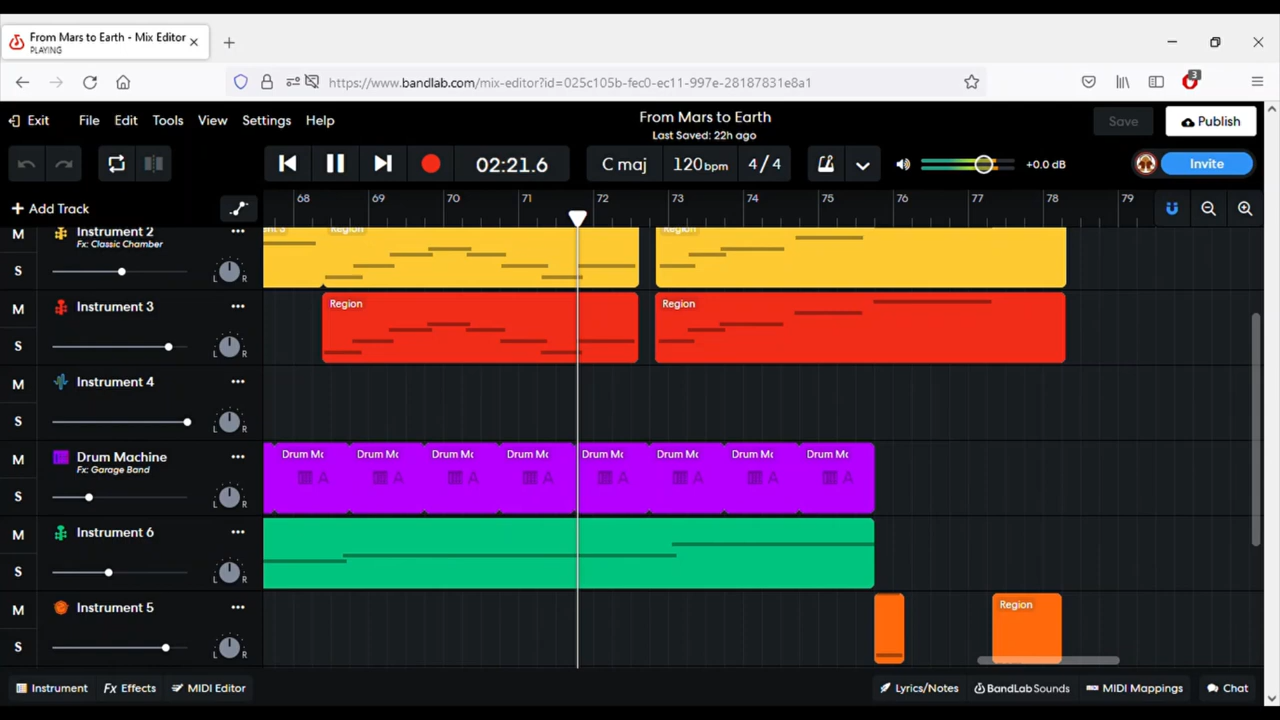 From Mars to Earth - Mix Editor
PLAYING
3
https://www.bandlab.com/mix-editor?id=025c105b-fec0-ec11-997e-28187831e8a1
Exit File Edit Tools View Settings Help
From Mars to Earth
Last Saved: 22h ago
Save Publish
02:21.6 C maj 120bpm 4/4 +0.0 dB Invite
+ Add Track
68 69 70 71 72 73 74 75 76 77 78 79
M Instrument 2 Region Region
Fx: Classic Chamber
S L R
M Instrument 3 Region Region
S L R
M Instrument 4
S L R
M Drum Machine Drum Mc Drum Mc Drum Mc Drum Mc Drum Mc Drum Mc Drum Mc Drum Mc
Fx: Garage Band A A A A A A A A
S L R
M Instrument 6
S L R
M Instrument 5 Region
S L R
Instrument Fx Effects MIDI Editor Lyrics/Notes BandLab Sounds MIDI Mappings Chat